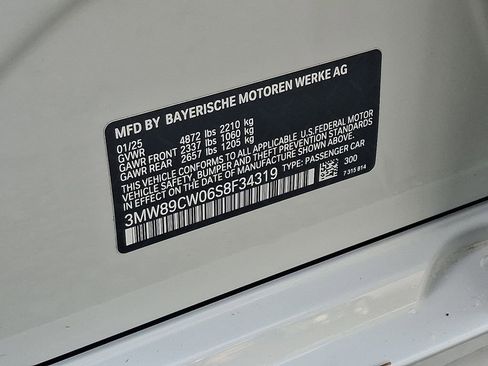 MFD BY BAYERISCHE MOTOREN WERKE AG
01/25
GVWR 4872 lbs 2210 kg
GAWR FRONT 2337 lbs 1060 kg
GAWR REAR 2657 lbs 1205 kg
THIS VEHICLE CONFORMS TO ALL APPLICABLE U.S.FEDERAL MOTOR
VEHICLE SAFETY, BUMPER AND THEFT PREVENTION STANDARDS
IN EFFECT ON THE DATE OF MANUFACTURE SHOWN ABOVE.
3MW89CW06S8F34319 TYPE: PASSENGER CAR
300
7 315 814